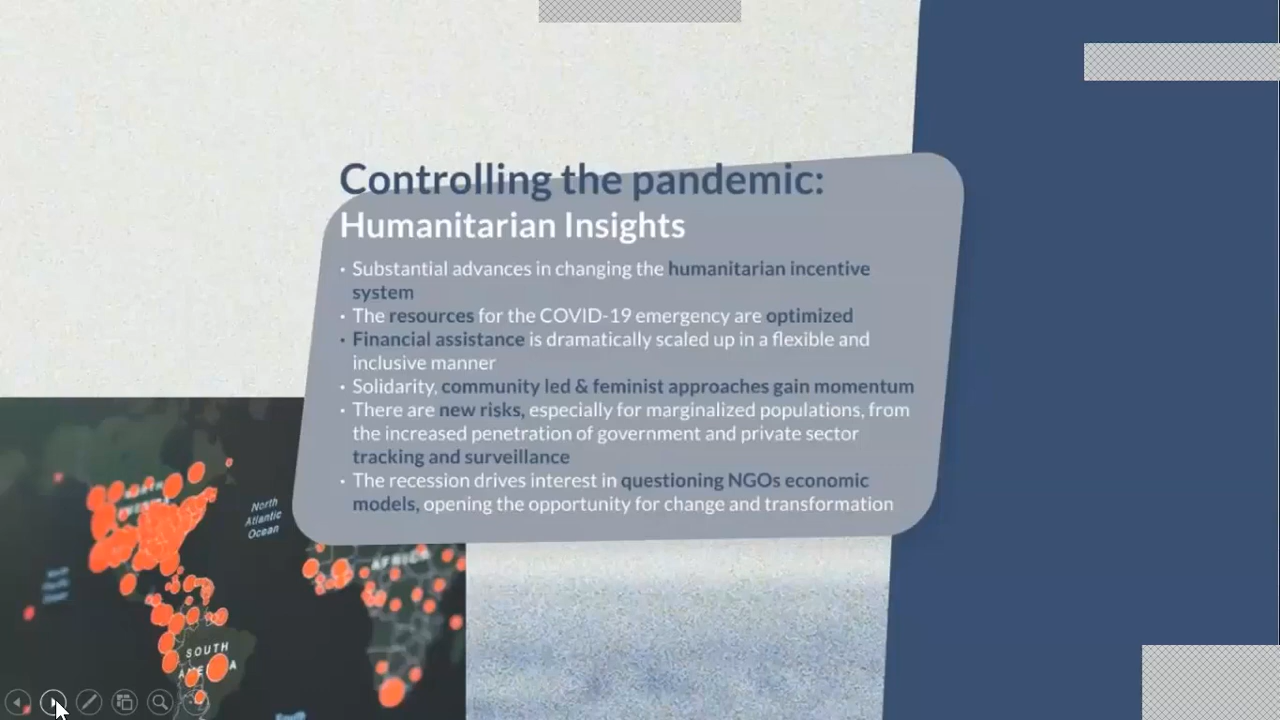 Controlling the pandemic:
Humanitarian Insights
• Substantial advances in changing the humanitarian incentive
system
• The resources for the COVID-19 emergency are optimized
• Financial assistance is dramatically scaled up in a flexible and
inclusive manner
• Solidarity, community led & feminist approaches gain momentum
• There are new risks, especially for marginalized populations, from
the increased penetration of government and private sector
tracking and surveillance
• The recession drives interest in questioning NGOs economic
models, opening the opportunity for change and transformation
North
Atlantic
Ocean
AFRICA
SOUTH